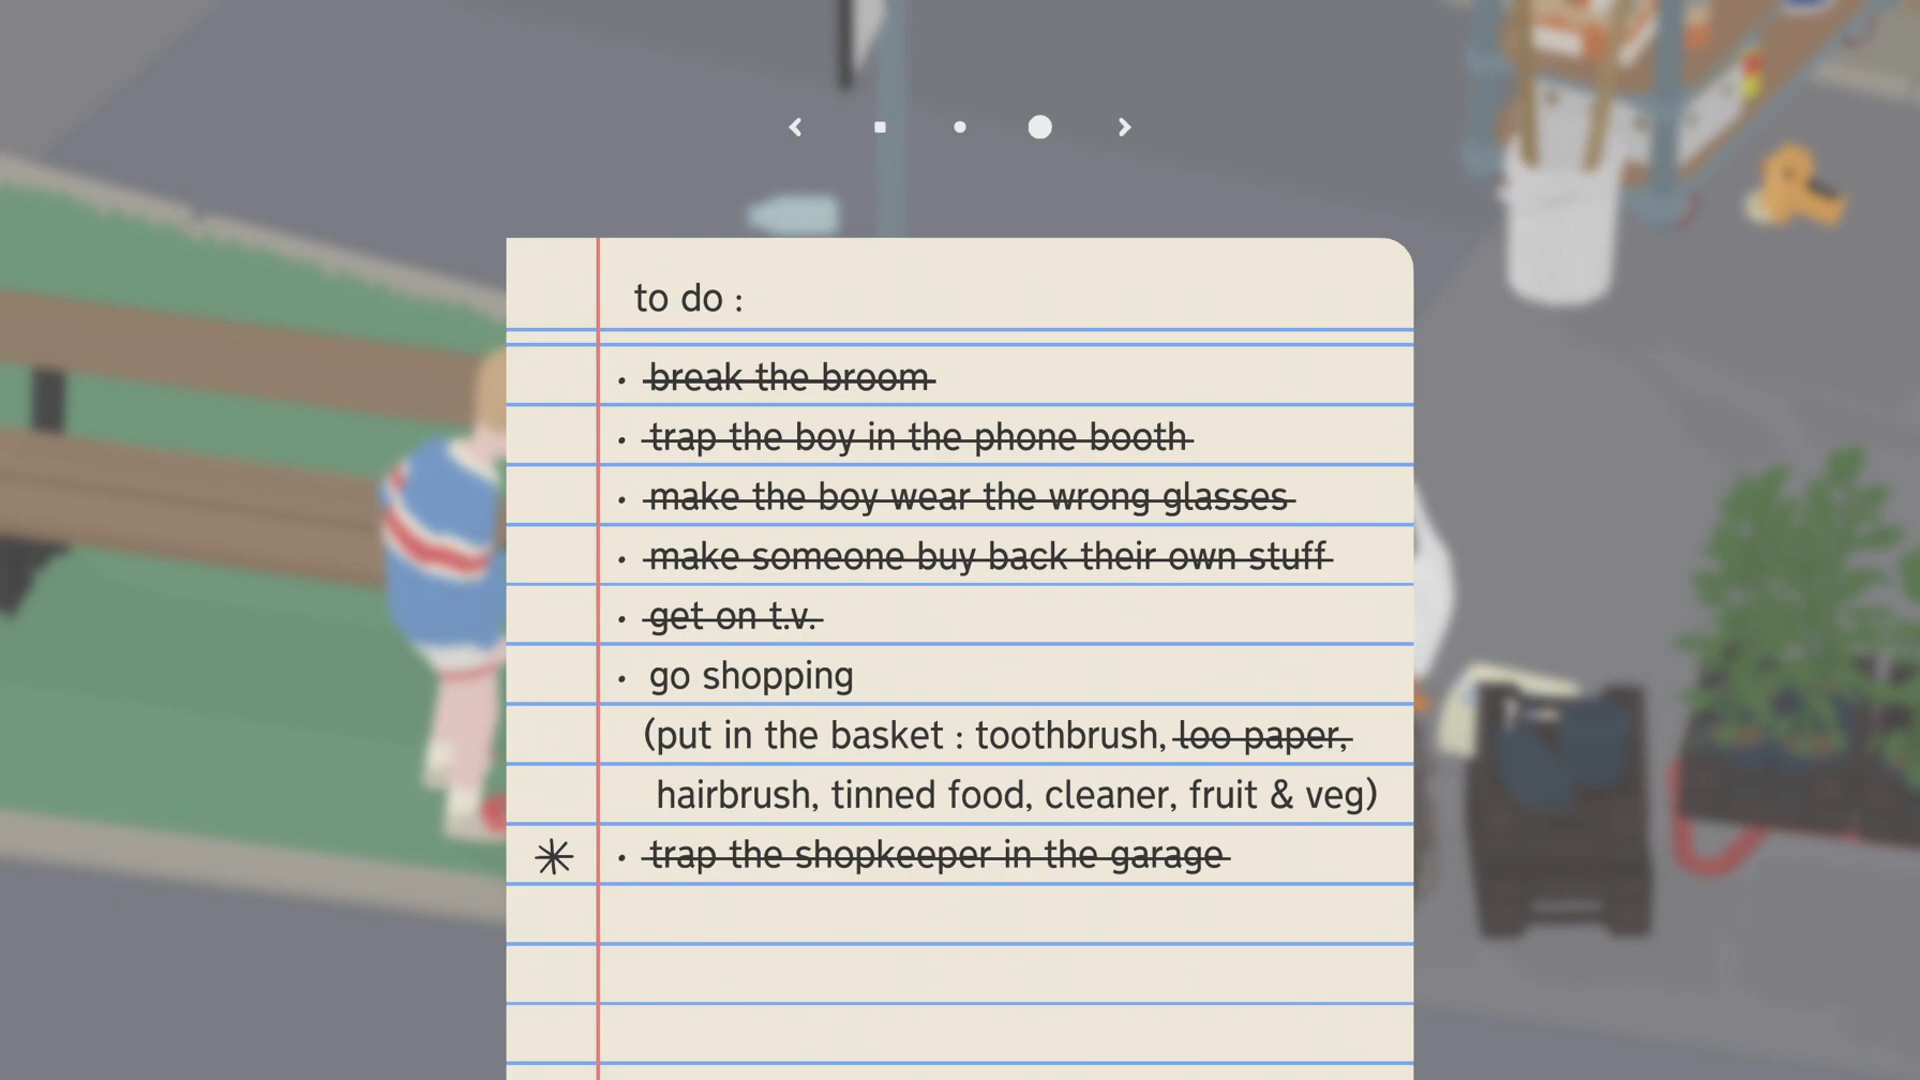 to do :
• break the broom
• trap the boy in the phone booth
• make the boy wear the wrong glasses
• make someone buy back their own stuff
• get on t.v.
• go shopping
(put in the basket : toothbrush, loo paper,
hairbrush, tinned food, cleaner, fruit & veg)
• trap the shopkeeper in the garage